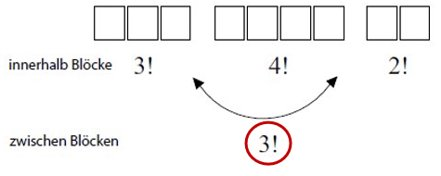 innerhalb Blöcke 3! 4! 2!
zwischen Blöcken 3!